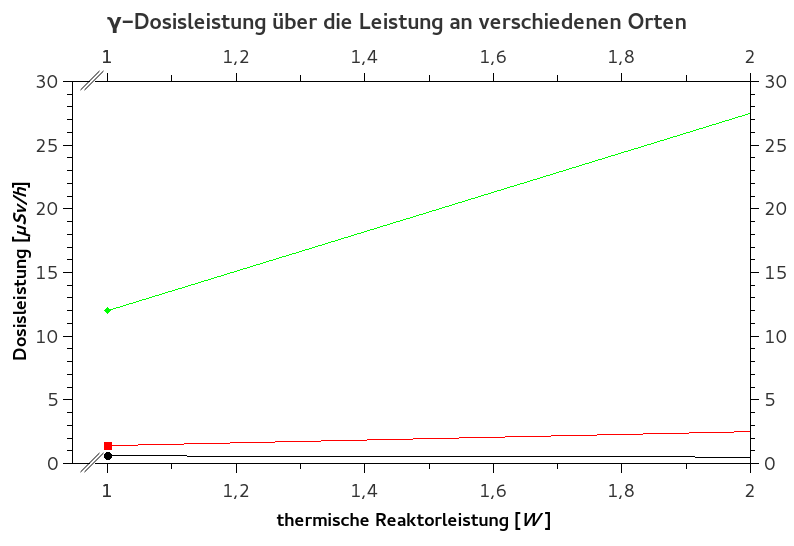 γ-Dosisleistung über die Leistung an verschiedenen Orten
1 1,2 1,4 1,6 1,8 2
30 30
25 25
20 20
15 15
10 10
5 5
0 0
Dosisleistung [µSv/h]
1 1,2 1,4 1,6 1,8 2
thermische Reaktorleistung [W]